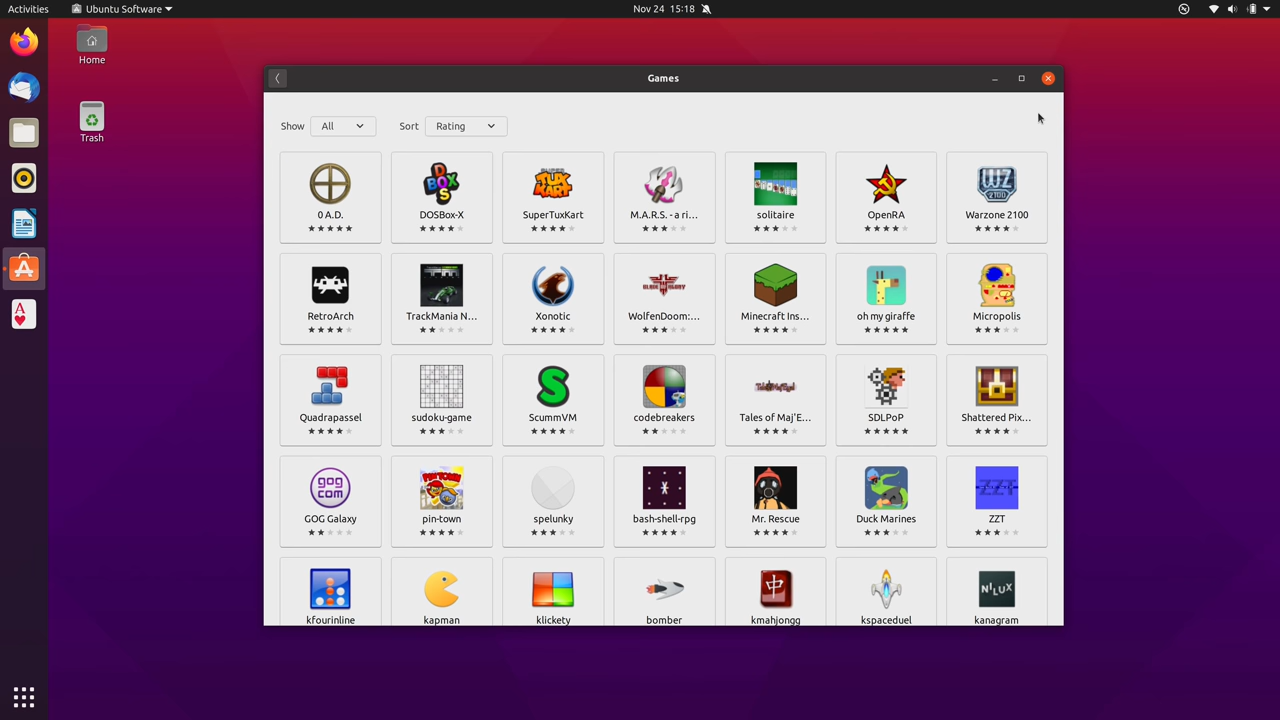 Activities
Ubuntu Software
Nov 24 15:18
Home
Trash
Games
Show All Sort Rating
0 A.D.
DOSBox-X
SuperTuxKart
M.A.R.S. - a ri...
solitaire
OpenRA
Warzone 2100
RetroArch
TrackMania N...
Xonotic
WolfenDoom:...
Minecraft Ins...
oh my giraffe
Micropolis
Quadrapassel
sudoku-game
ScummVM
codebreakers
Tales of Maj'E...
SDLPoP
Shattered Pix...
GOG Galaxy
pin-town
spelunky
bash-shell-rpg
Mr. Rescue
Duck Marines
ZZT
kfourinline
kapman
klickety
bomber
kmahjongg
kspaceduel
kanagram